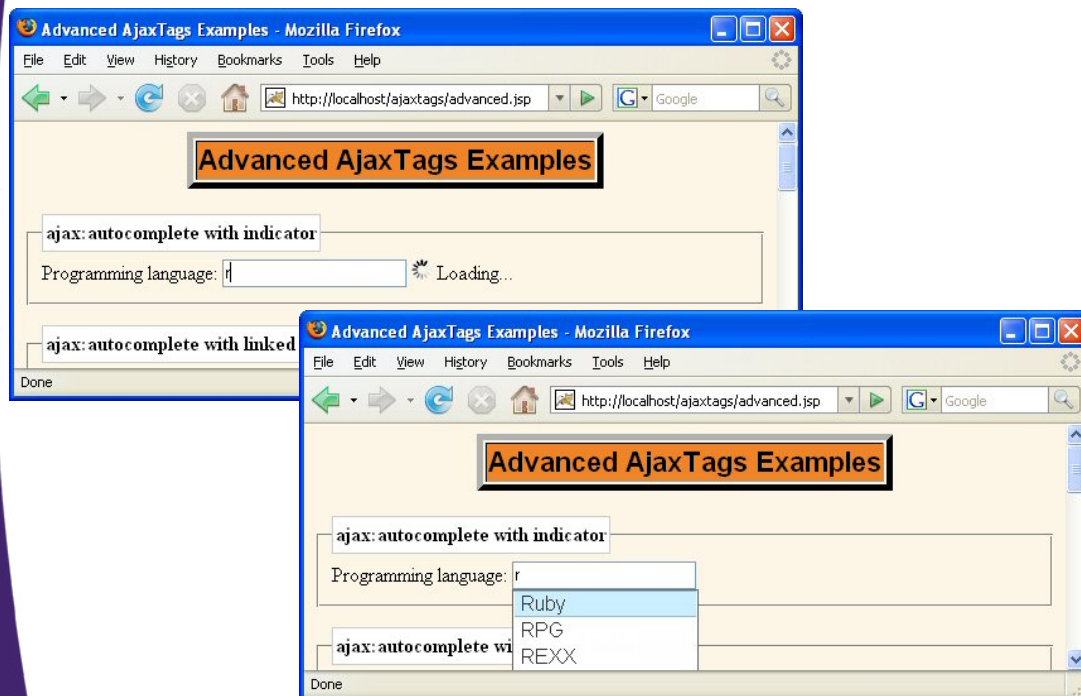 Advanced AjaxTags Examples - Mozilla Firefox
File Edit View History Bookmarks Tools Help
http://localhost/ajaxtags/advanced.jsp G Google
Advanced AjaxTags Examples
ajax:autocomplete with indicator
Programming language: r Loading...
ajax:autocomplete with linked
Done
Advanced AjaxTags Examples - Mozilla Firefox
File Edit View History Bookmarks Tools Help
http://localhost/ajaxtags/advanced.jsp G Google
Advanced AjaxTags Examples
ajax:autocomplete with indicator
Programming language: r
Ruby
RPG
REXX
ajax:autocomplete wi
Done